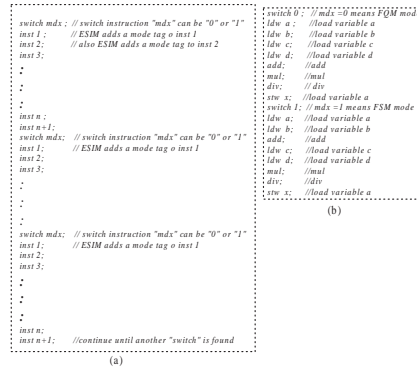 switch mdx ; // switch instruction "mdx" can be "0" or "1"
inst 1 ; // ESIM adds a mode tag o inst 1
inst 2; // also ESIM adds a mode tag to inst 2
inst 3;
:
:
:
inst n ;
inst n+1;
switch mdx; // switch instruction "mdx" can be "0" or "1"
inst 1; // ESIM adds a mode tag o inst 1
inst 2;
inst 3;
:
:
:
switch mdx; // switch instruction "mdx" can be "0" or "1"
inst 1; // ESIM adds a mode tag o inst 1
inst 2;
inst 3;
:
:
:
inst n;
inst n+1; //continue until another "switch" is found
(a)
switch 0 ; // mdx =0 means FQM mod
ldw a ; //load variable a
ldw b; //load variable b
ldw c; //load variable c
ldw d; //load variable d
add; //add
mul; //mul
div; // div
stw x; //load variable a
switch 1; // mdx =1 means FSM mode
ldw a; //load variable a
ldw b; //load variable b
add; //add
ldw c; //load variable c
ldw d; //load variable d
mul; //mul
div; //div
stw x; //load variable a
(b)